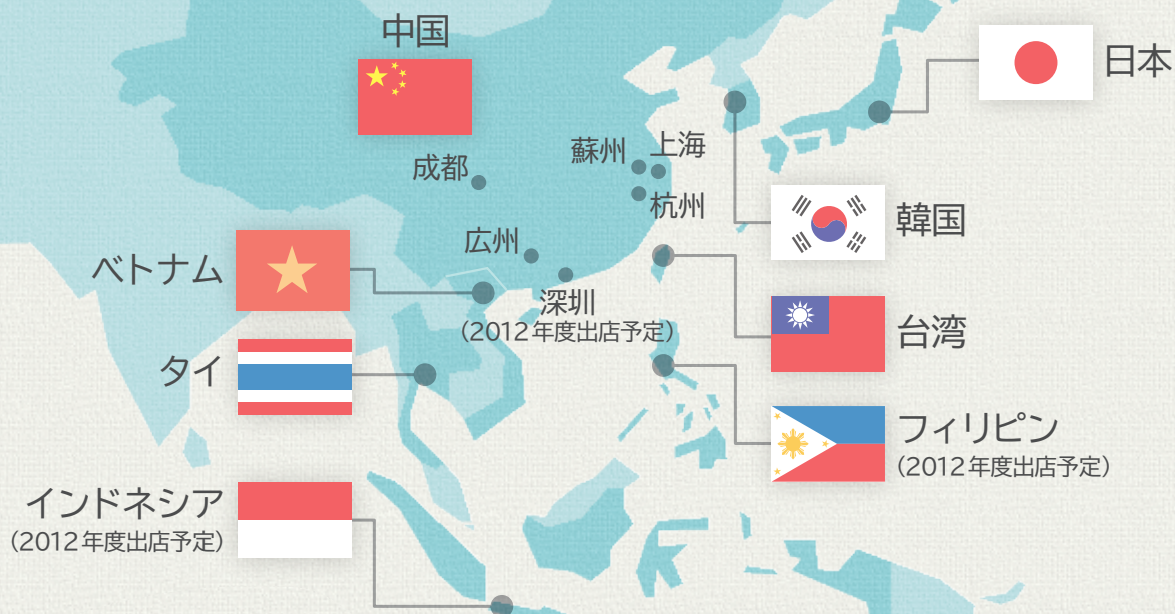 中国
日本
成都
蘇州
上海
杭州
韓国
広州
ベトナム
深圳
（2012年度出店予定）
台湾
タイ
フィリピン
（2012年度出店予定）
インドネシア
（2012年度出店予定）